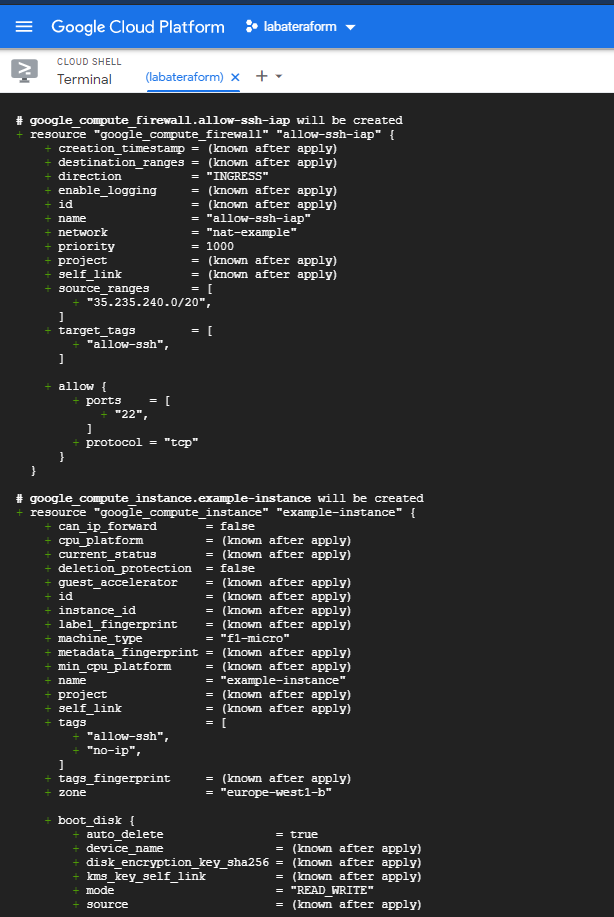 Google Cloud Platform labateraform
CLOUD SHELL
Terminal (labateraform) × +
# google_compute_firewall.allow-ssh-iap will be created
+ resource "google_compute_firewall" "allow-ssh-iap" {
    + creation_timestamp = (known after apply)
    + destination_ranges = (known after apply)
    + direction          = "INGRESS"
    + enable_logging     = (known after apply)
    + id                 = (known after apply)
    + name               = "allow-ssh-iap"
    + network            = "nat-example"
    + priority           = 1000
    + project            = (known after apply)
    + self_link          = (known after apply)
    + source_ranges      = [
        + "35.235.240.0/20",
      ]
    + target_tags        = [
        + "allow-ssh",
      ]
    + allow {
        + ports    = [
            + "22",
          ]
        + protocol = "tcp"
      }
  }
# google_compute_instance.example-instance will be created
+ resource "google_compute_instance" "example-instance" {
    + can_ip_forward       = false
    + cpu_platform         = (known after apply)
    + current_status       = (known after apply)
    + deletion_protection  = false
    + guest_accelerator    = (known after apply)
    + id                   = (known after apply)
    + instance_id          = (known after apply)
    + label_fingerprint    = (known after apply)
    + machine_type         = "f1-micro"
    + metadata_fingerprint = (known after apply)
    + min_cpu_platform     = (known after apply)
    + name                 = "example-instance"
    + project              = (known after apply)
    + self_link            = (known after apply)
    + tags                 = [
        + "allow-ssh",
        + "no-ip",
      ]
    + tags_fingerprint     = (known after apply)
    + zone                 = "europe-west1-b"
    + boot_disk {
        + auto_delete                = true
        + device_name                = (known after apply)
        + disk_encryption_key_sha256 = (known after apply)
        + kms_key_self_link          = (known after apply)
        + mode                       = "READ_WRITE"
        + source                     = (known after apply)